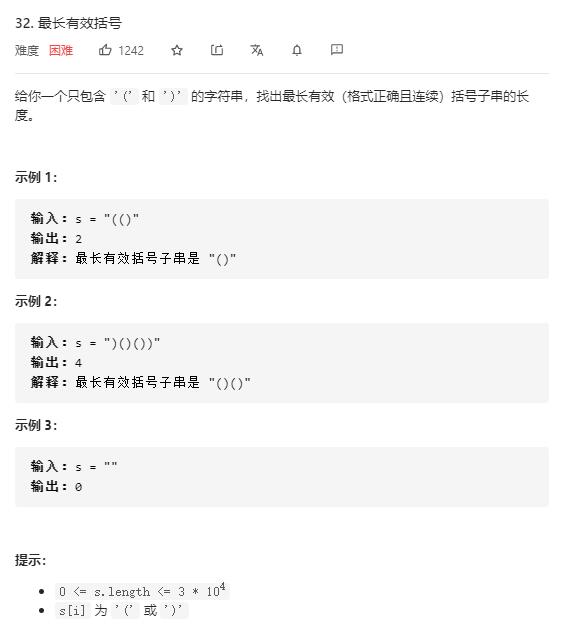 32. 最长有效括号
难度 困难 1242
给你一个只包含 '(' 和 ')' 的字符串，找出最长有效（格式正确且连续）括号子串的长
度。
示例 1：
输入：s = "(()"
输出：2
解释：最长有效括号子串是 "()"
示例 2：
输入：s = ")()())"
输出：4
解释：最长有效括号子串是 "()()"
示例 3：
输入：s = ""
输出：0
提示：
0 <= s.length <= 3 * 10⁴
s[i] 为 '(' 或 ')'